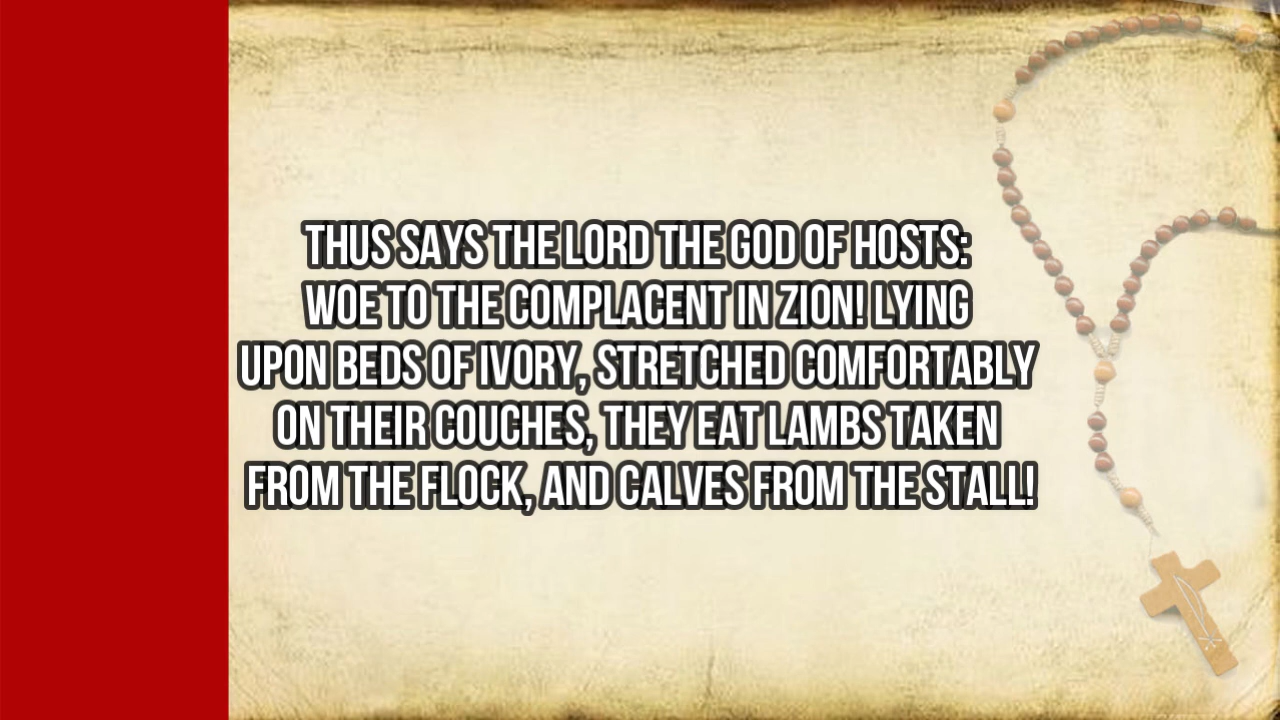 THUS SAYS THE LORD THE GOD OF HOSTS:
WOE TO THE COMPLACENT IN ZION! LYING
UPON BEDS OF IVORY, STRETCHED COMFORTABLY
ON THEIR COUCHES, THEY EAT LAMBS TAKEN
FROM THE FLOCK, AND CALVES FROM THE STALL!